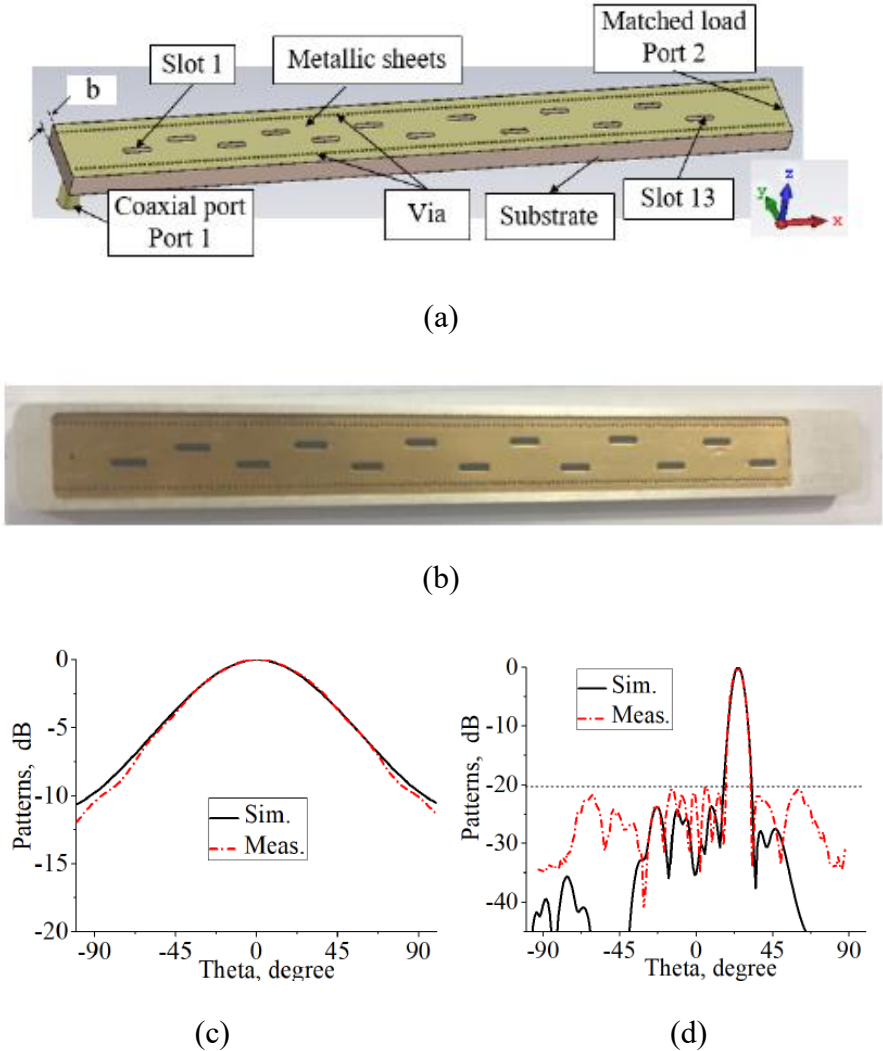 Slot 1
Metallic sheets
Matched load
Port 2
b
Coaxial port
Port 1
Via
Substrate
Slot 13
z
y
x
(a)
(b)
Patterns, dB
0
-5
-10
-15
-20
Sim.
Meas.
-90 -45 0 45 90
Theta, degree
(c)
Patterns, dB
0
-10
-20
-30
-40
Sim.
Meas.
-90 -45 0 45 90
Theta, degree
(d)